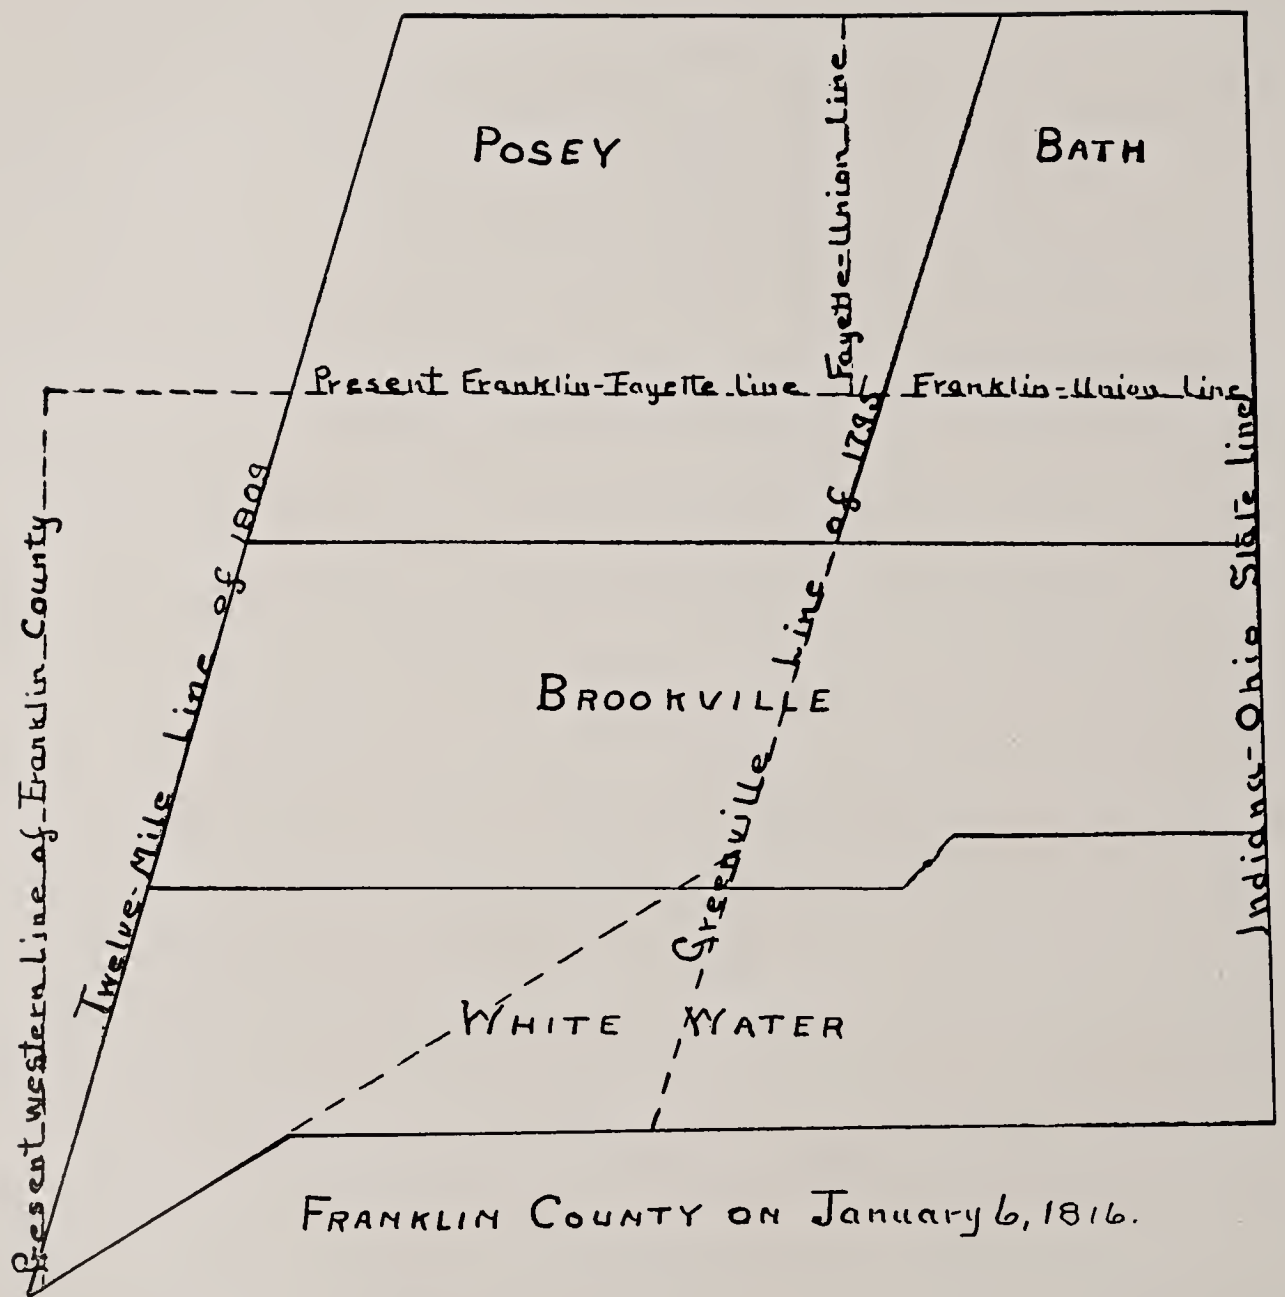 POSEY
BATH
Fayette-Union Line
Present Franklin-Fayette Line
Franklin-Union Line
Twelve-Mile Line of 1809
Greenville Line of 1795
Indiana-Ohio State line
Present western Line of Franklin County
BROOKVILLE
WHITE WATER
FRANKLIN COUNTY ON January 6, 1816.